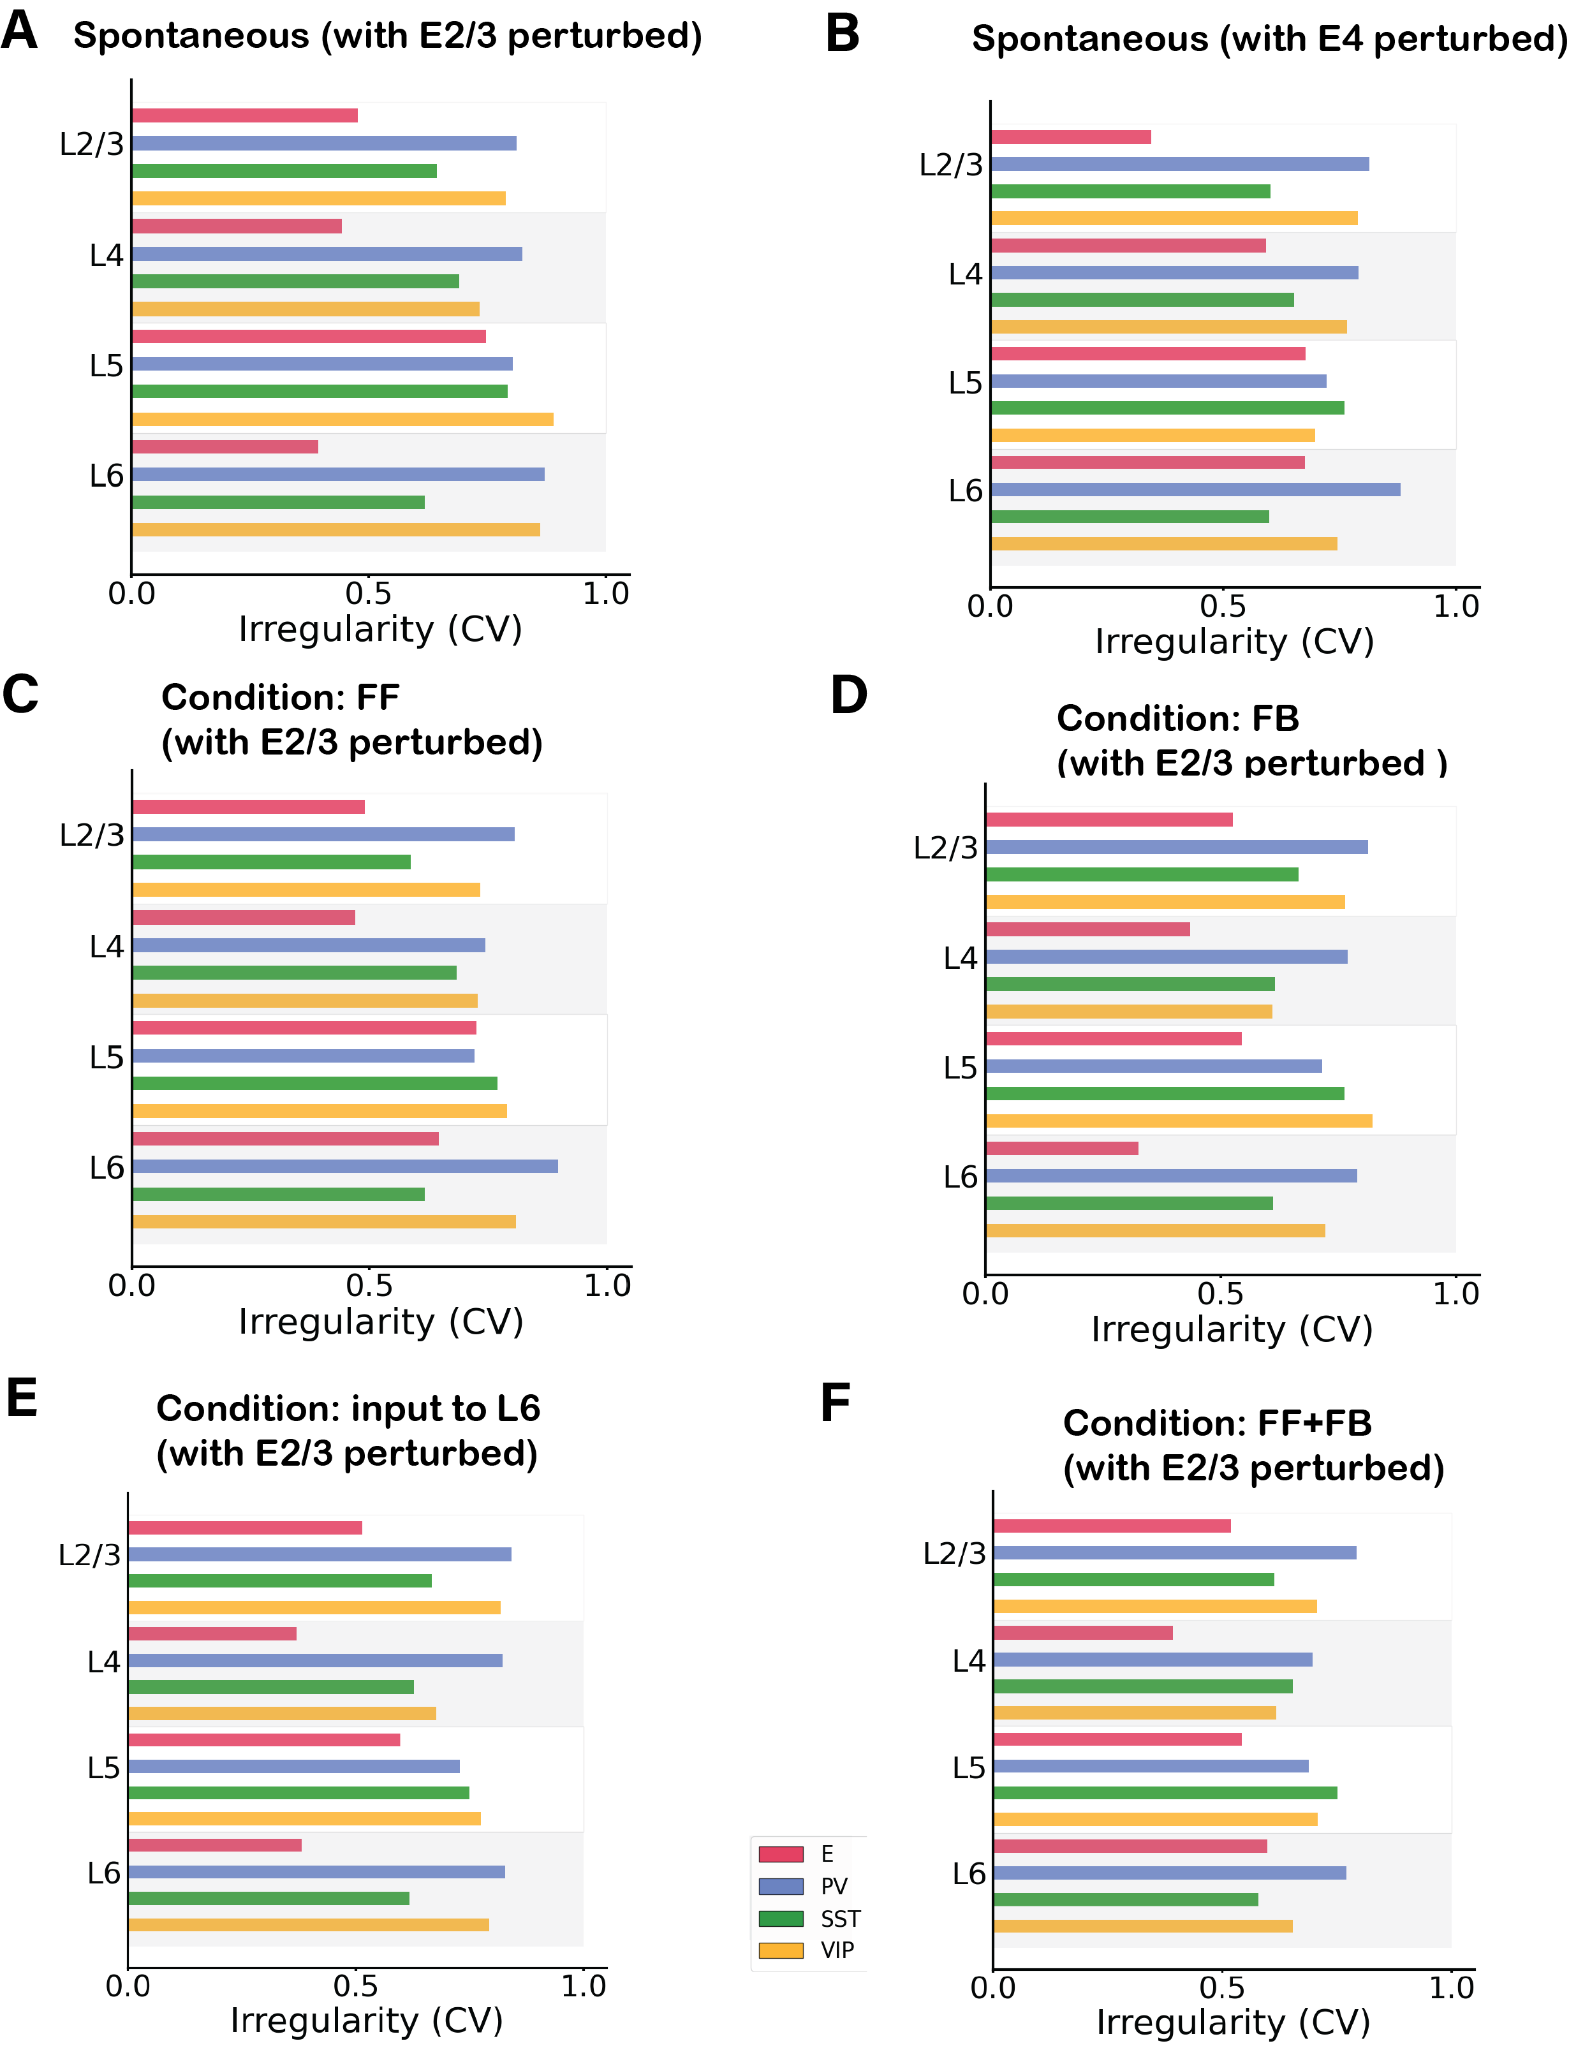 A
Spontaneous (with E2/3 perturbed)
L2/3
L4
L5
L6
0.0 0.5 1.0
Irregularity (CV)
B
Spontaneous (with E4 perturbed)
L2/3
L4
L5
L6
0.0 0.5 1.0
Irregularity (CV)
C
Condition: FF
(with E2/3 perturbed)
L2/3
L4
L5
L6
0.0 0.5 1.0
Irregularity (CV)
D
Condition: FB
(with E2/3 perturbed )
L2/3
L4
L5
L6
0.0 0.5 1.0
Irregularity (CV)
E
Condition: input to L6
(with E2/3 perturbed)
L2/3
L4
L5
L6
0.0 0.5 1.0
Irregularity (CV)
E
PV
SST
VIP
F
Condition: FF+FB
(with E2/3 perturbed)
L2/3
L4
L5
L6
0.0 0.5 1.0
Irregularity (CV)